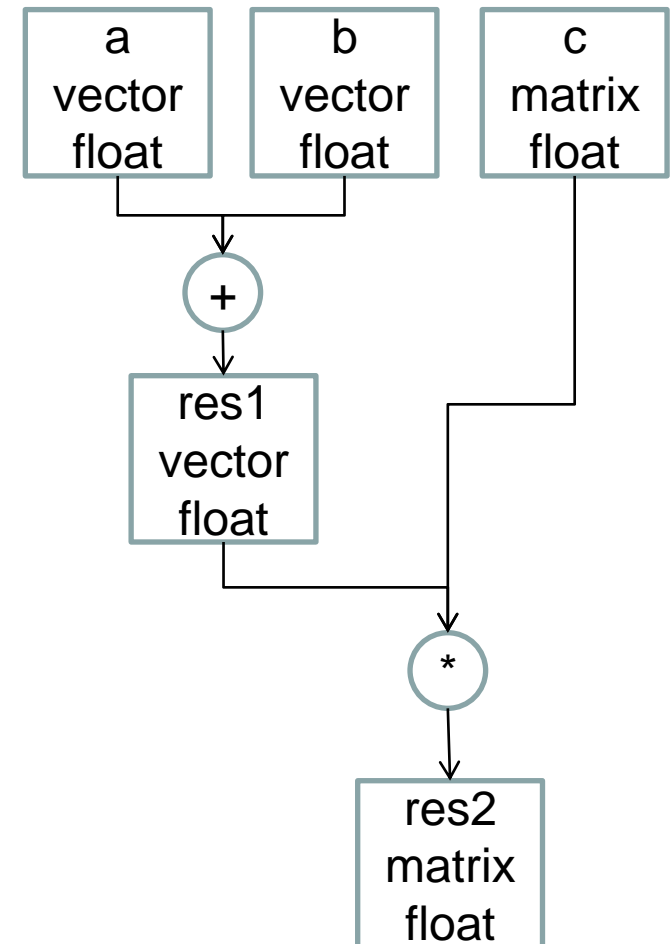 a
vector
float
b
vector
float
c
matrix
float
+
res1
vector
float
*
res2
matrix
float